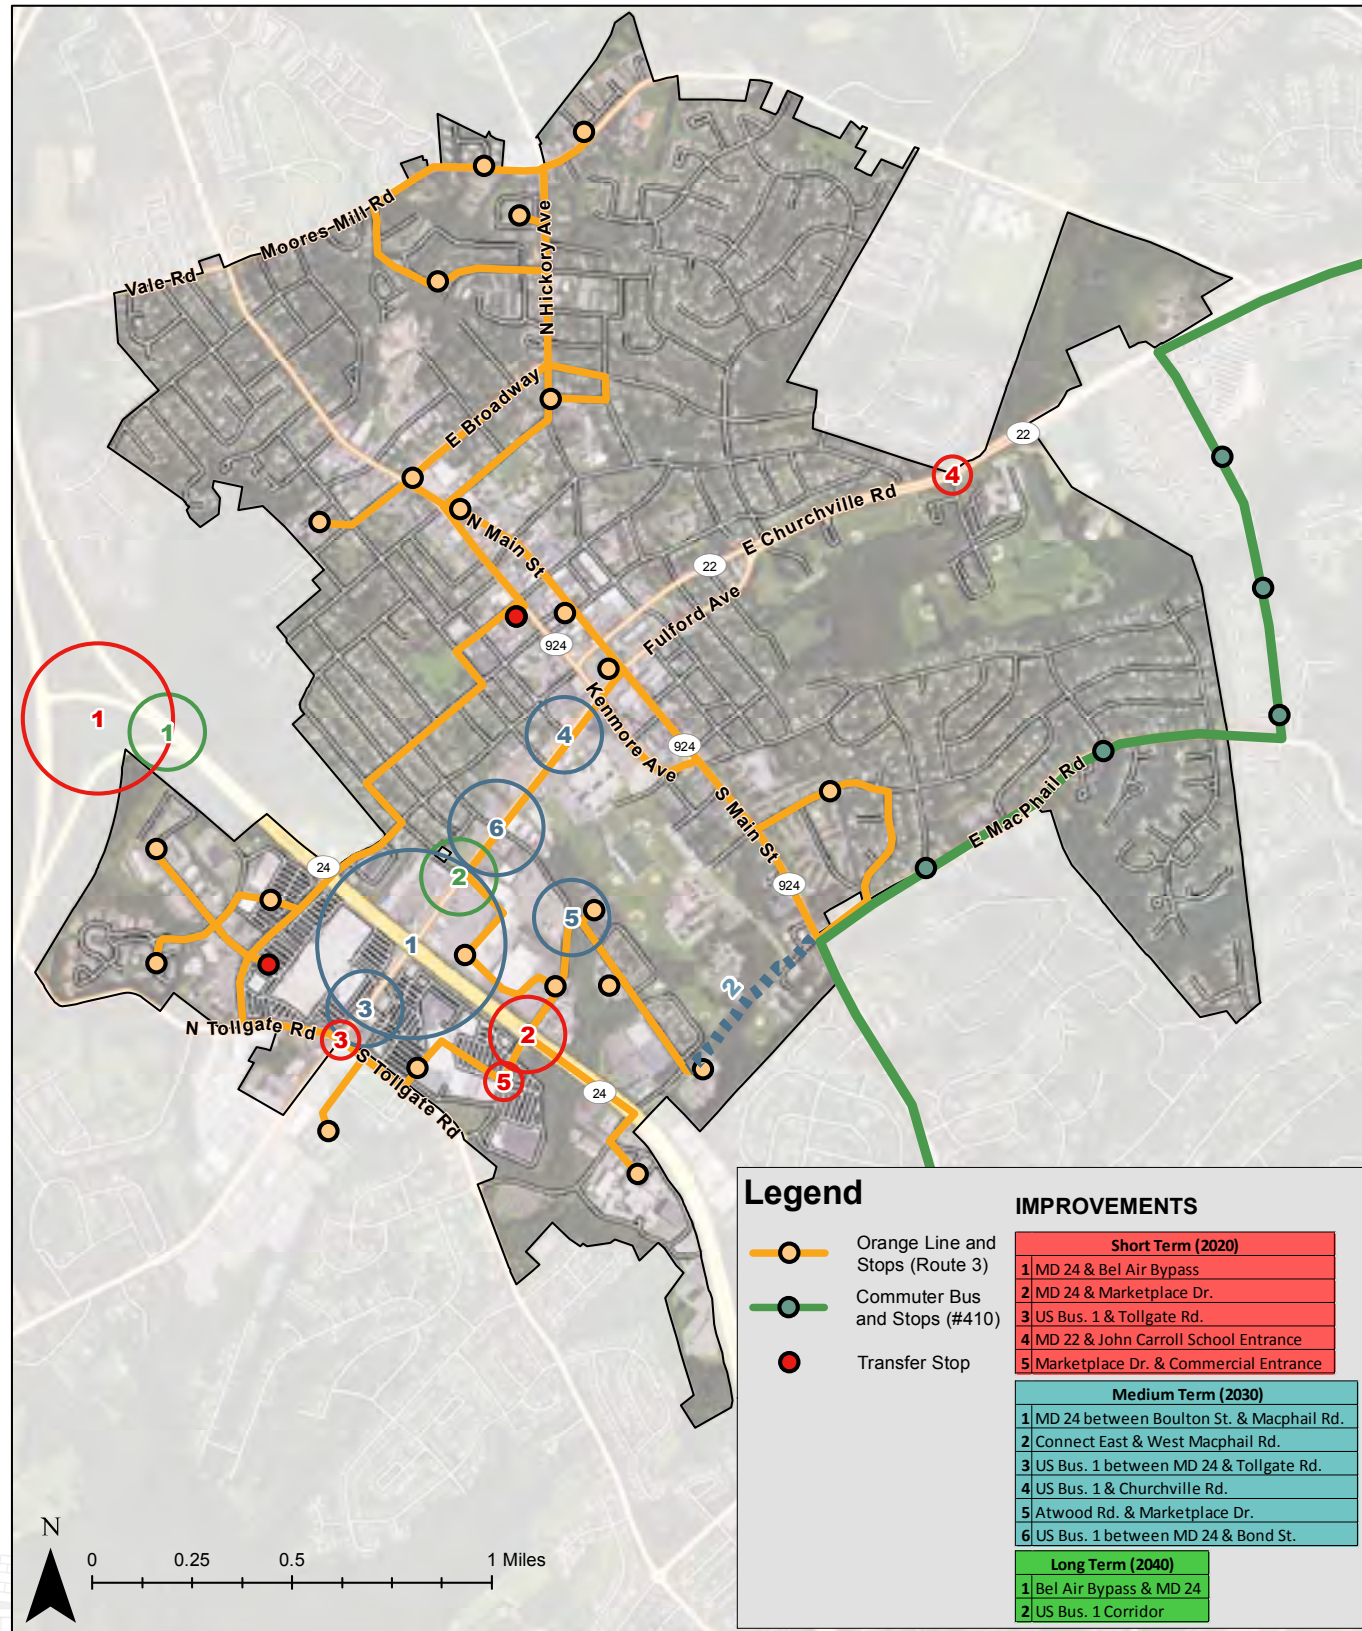 Moores-Mill-Rd
Vale-Rd
N Hickory Ave
E Broadway
22
4
E Churchville Rd
N Main St
22
Fulford Ave
924
Kenmore Ave
1
1
4
924
S Main St
E MacPhail Rd
6
24
2
924
5
1
2
3
N Tollgate Rd
3
2
S Tollgate Rd
5
24
Legend
Orange Line and
Stops (Route 3)
Commuter Bus
and Stops (#410)
Transfer Stop
IMPROVEMENTS
Short Term (2020)
1 MD 24 & Bel Air Bypass
2 MD 24 & Marketplace Dr.
3 US Bus. 1 & Tollgate Rd.
4 MD 22 & John Carroll School Entrance
5 Marketplace Dr. & Commercial Entrance
Medium Term (2030)
1 MD 24 between Boulton St. & Macphail Rd.
2 Connect East & West Macphail Rd.
3 US Bus. 1 between MD 24 & Tollgate Rd.
4 US Bus. 1 & Churchville Rd.
5 Atwood Rd. & Marketplace Dr.
6 US Bus. 1 between MD 24 & Bond St.
Long Term (2040)
1 Bel Air Bypass & MD 24
2 US Bus. 1 Corridor
N
0 0.25 0.5 1 Miles